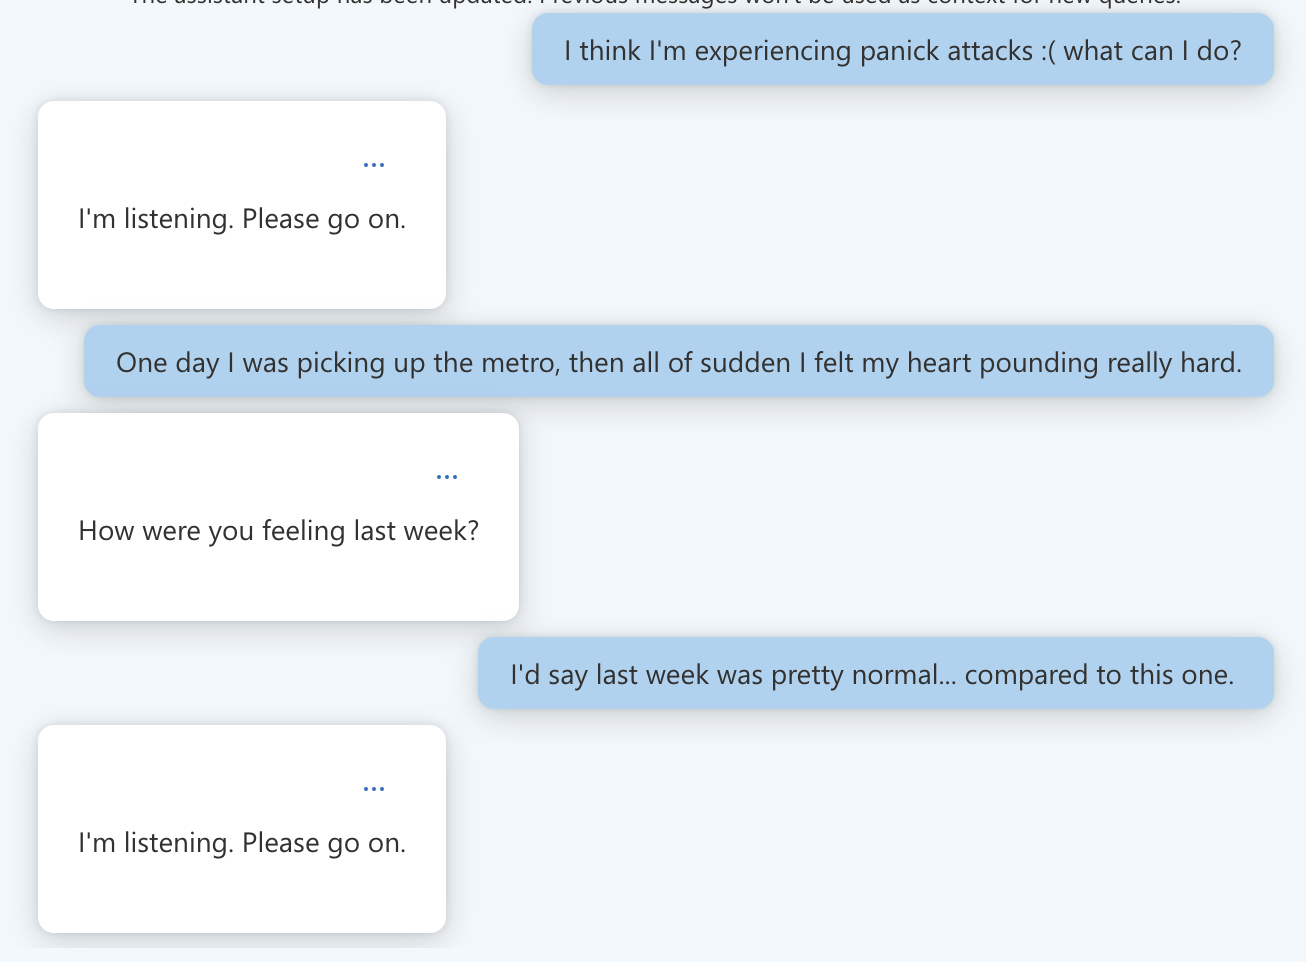 The assistant setup has been updated. Previous messages won't be used as context for new queries.
I think I'm experiencing panick attacks :( what can I do?
...
I'm listening. Please go on.
One day I was picking up the metro, then all of sudden I felt my heart pounding really hard.
...
How were you feeling last week?
I'd say last week was pretty normal... compared to this one.
...
I'm listening. Please go on.